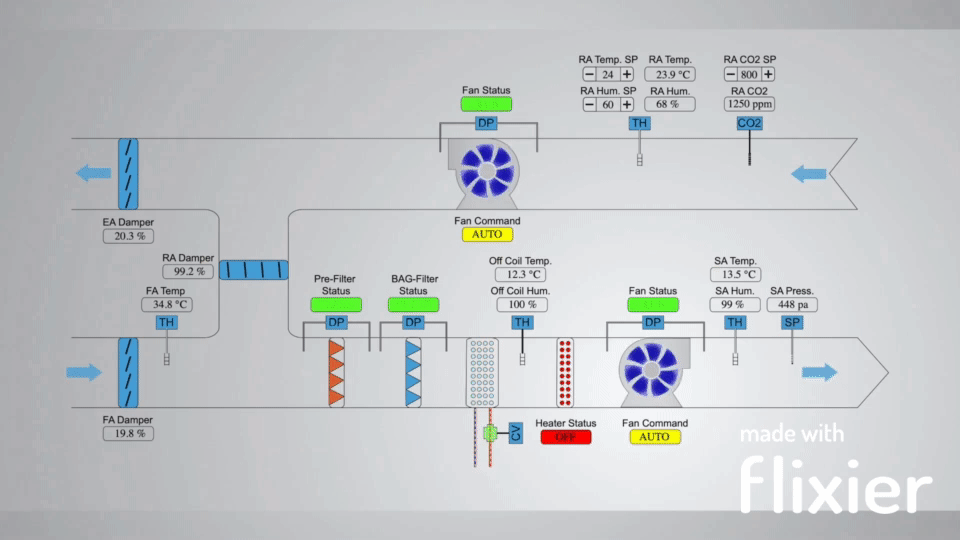 RA Temp. SP
RA Temp.
RA CO2 SP
− 24 +
23.9 °C
− 800 +
Fan Status
RA Hum. SP
RA Hum.
RA CO2
− 60 +
68 %
1250 ppm
DP
TH
CO2
EA Damper
20.3 %
Fan Command
AUTO
RA Damper
99.2 %
Off Coil Temp.
12.3 °C
SA Temp.
13.5 °C
Pre-Filter
Status
BAG-Filter
Status
FA Temp
34.8 °C
Off Coil Hum.
100 %
Fan Status
SA Hum.
99 %
SA Press.
448 pa
TH
DP
DP
TH
DP
TH
SP
FA Damper
19.8 %
CV
Heater Status
OFF
Fan Command
AUTO
made with
flixier